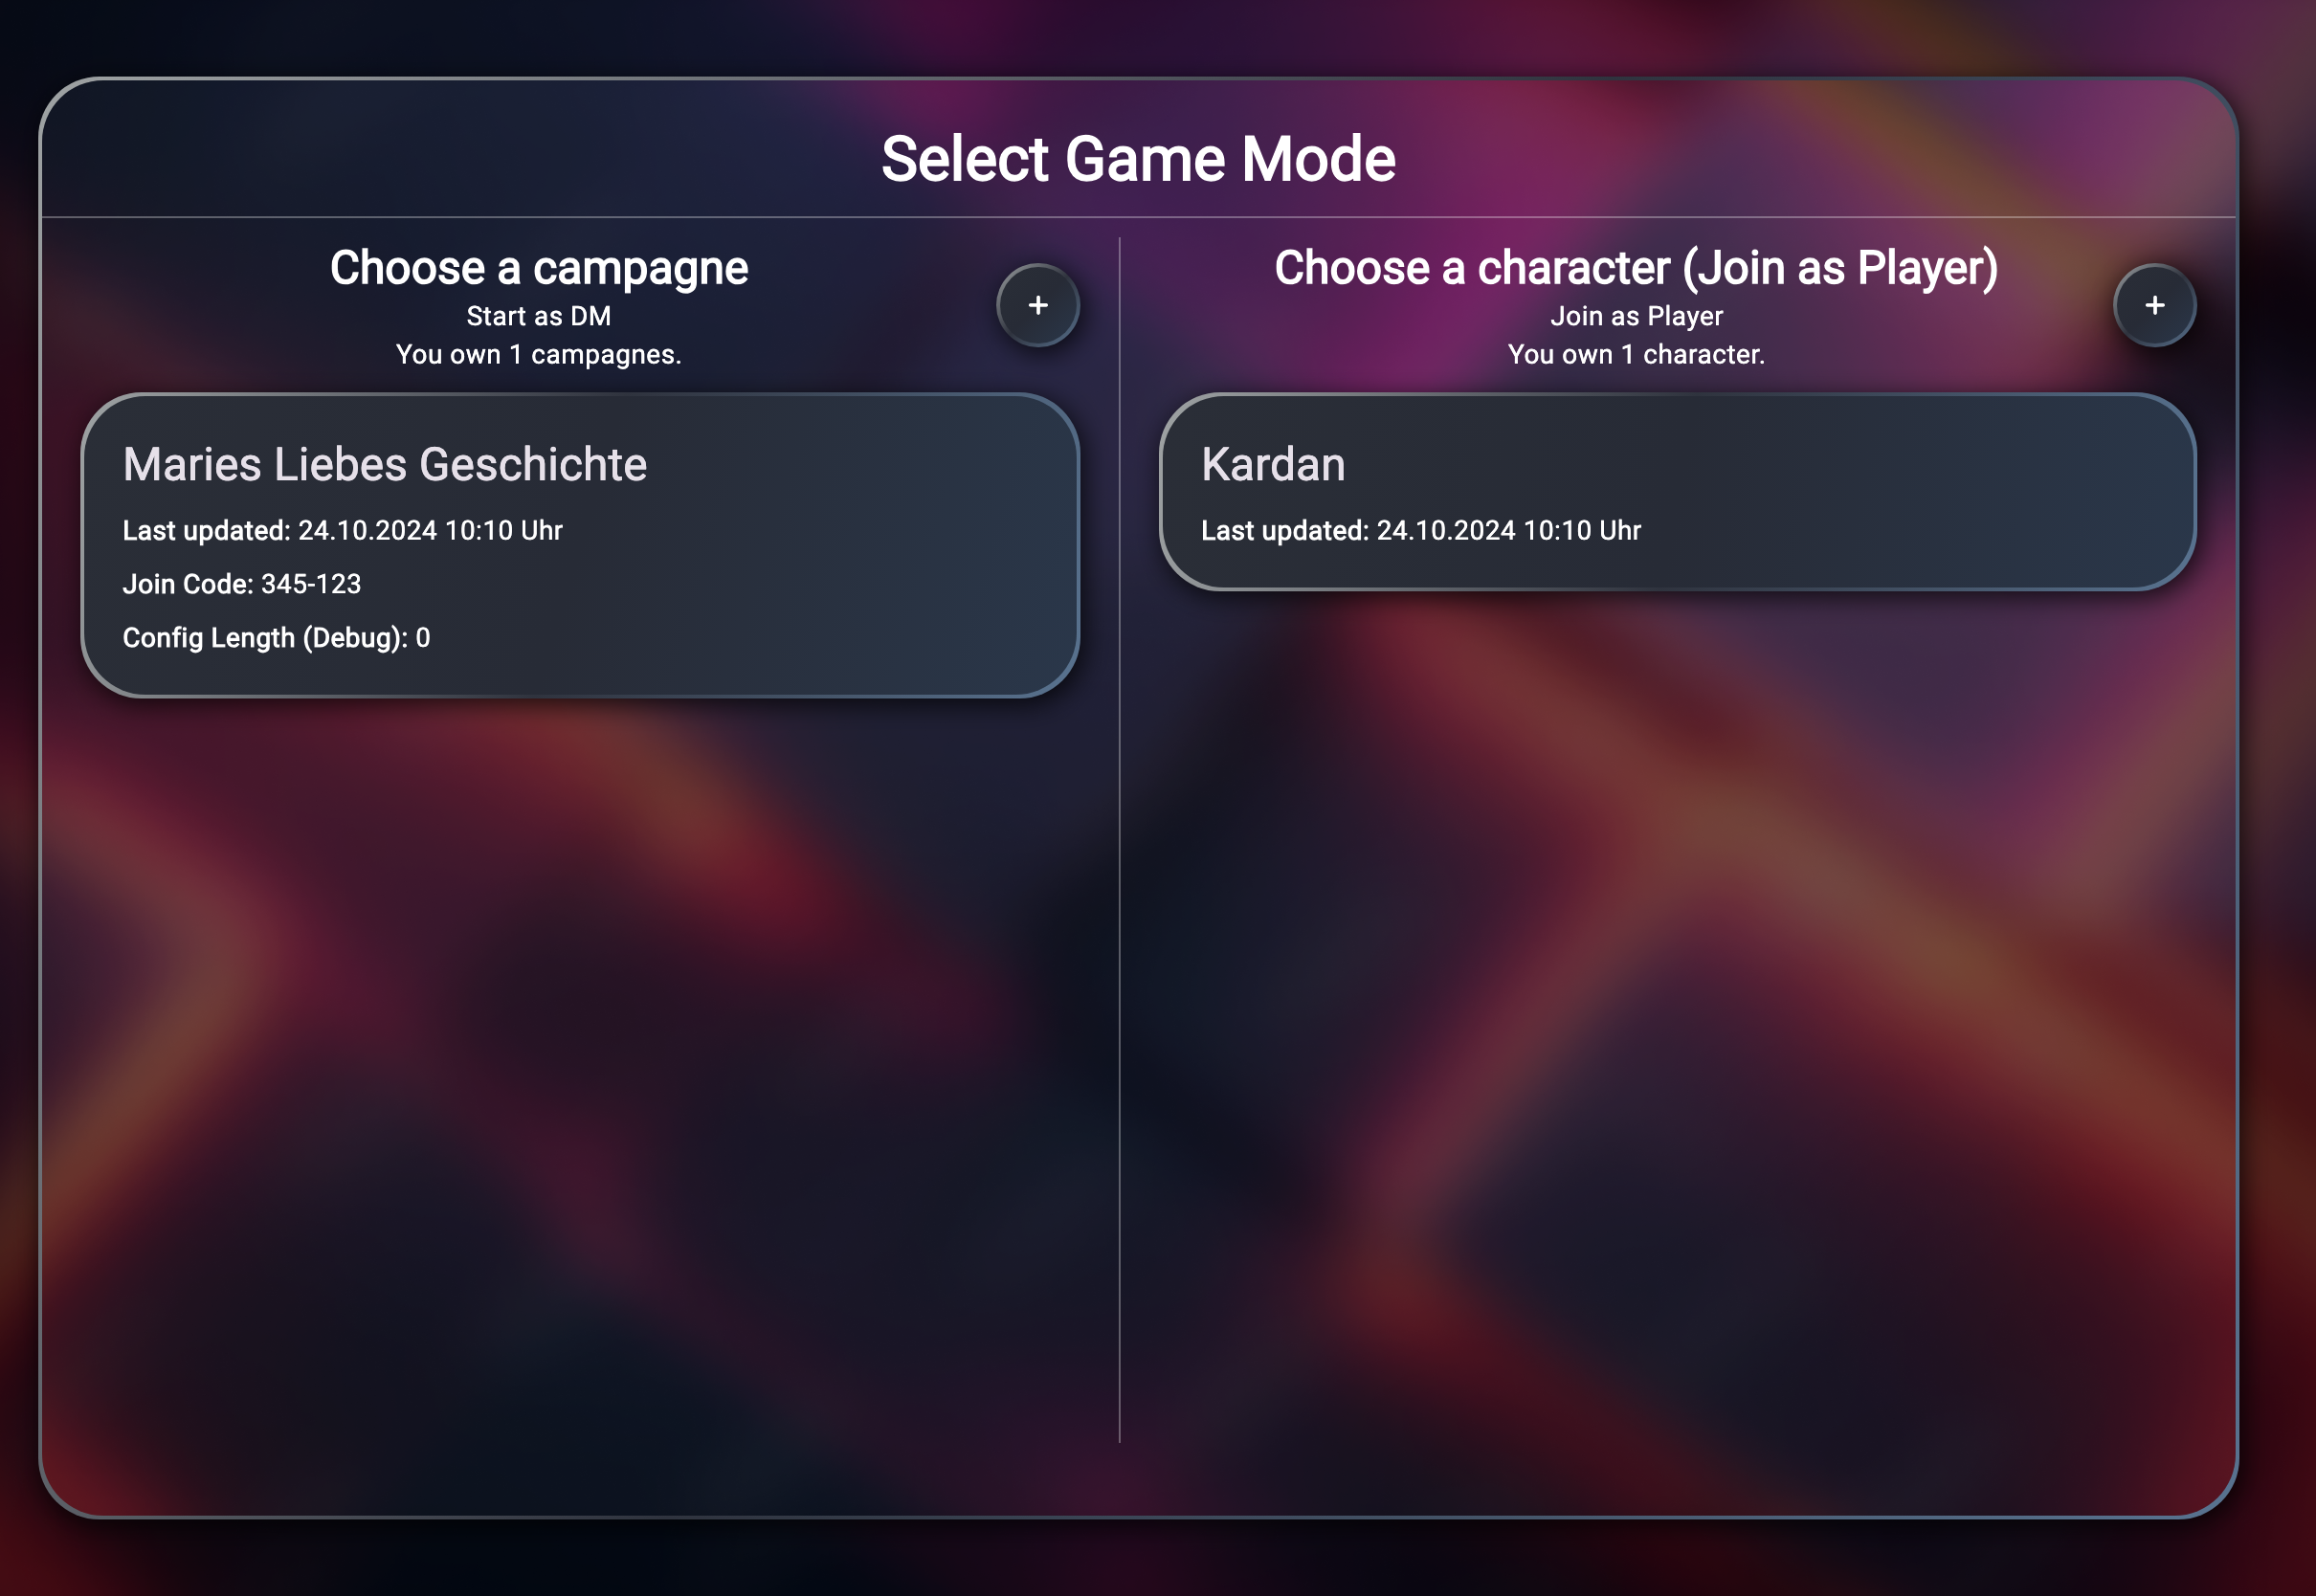 Select Game Mode
Choose a campagne
Start as DM
You own 1 campagnes.
+
Maries Liebes Geschichte
Last updated: 24.10.2024 10:10 Uhr
Join Code: 345-123
Config Length (Debug): 0
Choose a character (Join as Player)
Join as Player
You own 1 character.
+
Kardan
Last updated: 24.10.2024 10:10 Uhr